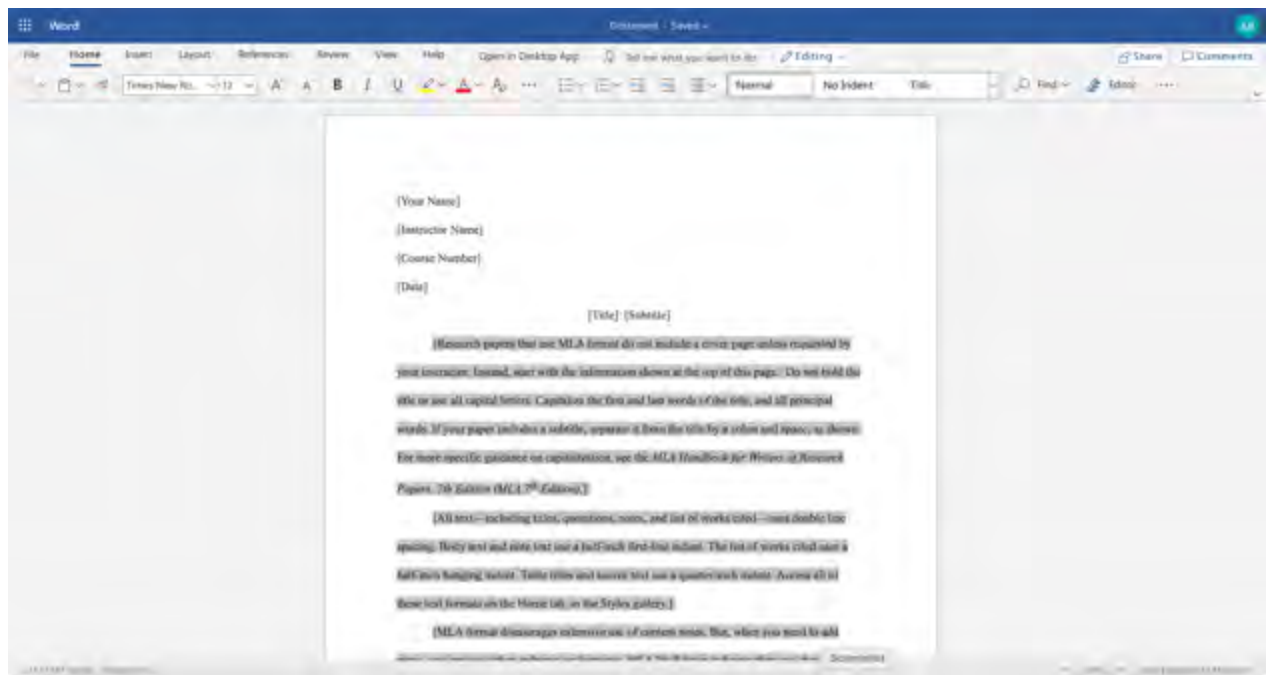 Word
Document - Saved
File Home Insert Layout References Review View Help Open in Desktop App Tell me what you want to do Editing Share Comments
Times New Ro... 12 A A B I U A Normal No Indent Title Find Editor
[Your Name]
[Instructor Name]
[Course Number]
[Date]
[Title]: [Subtitle]
[Research papers that use MLA format do not include a cover page unless requested by
your instructor. Instead, start with the information shown at the top of this page. Do not bold the
title or use all capital letters. Capitalize the first and last words of the title, and all principal
words. If your paper includes a subtitle, separate it from the title by a colon and space, as shown.
For more specific guidance on capitalization, see the MLA Handbook for Writers of Research
Papers, 7th Edition (MLA 7th Edition).]
[All text—including titles, quotations, notes, and list of works cited—uses double line
spacing. Body text and note text use a half-inch first-line indent. The list of works cited uses a
half-inch hanging indent. Table titles and source text use a quarter-inch indent. Access all of
these text formats on the Home tab, in the Styles gallery.]
[MLA format discourages extensive use of content notes. But, when you need to add
Screenshot